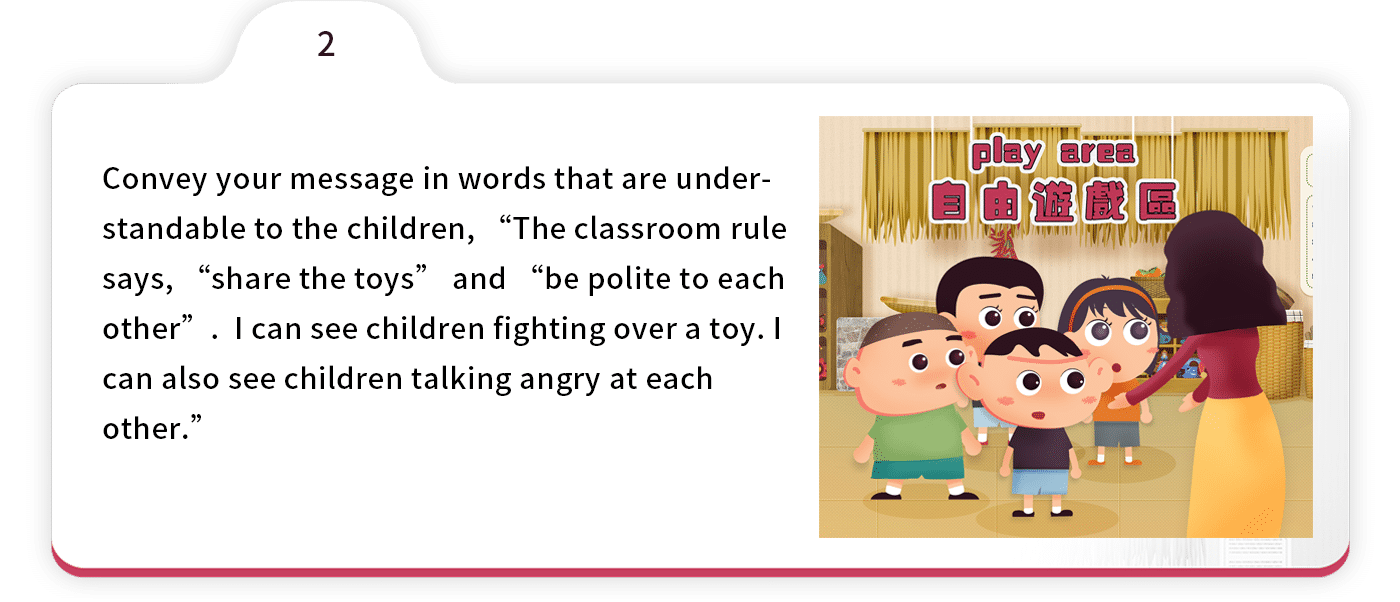 2
Convey your message in words that are under-
standable to the children, “The classroom rule
says, “share the toys” and “be polite to each
other” . I can see children fighting over a toy. I
can also see children talking angry at each
other.”
play area
自由遊戲區